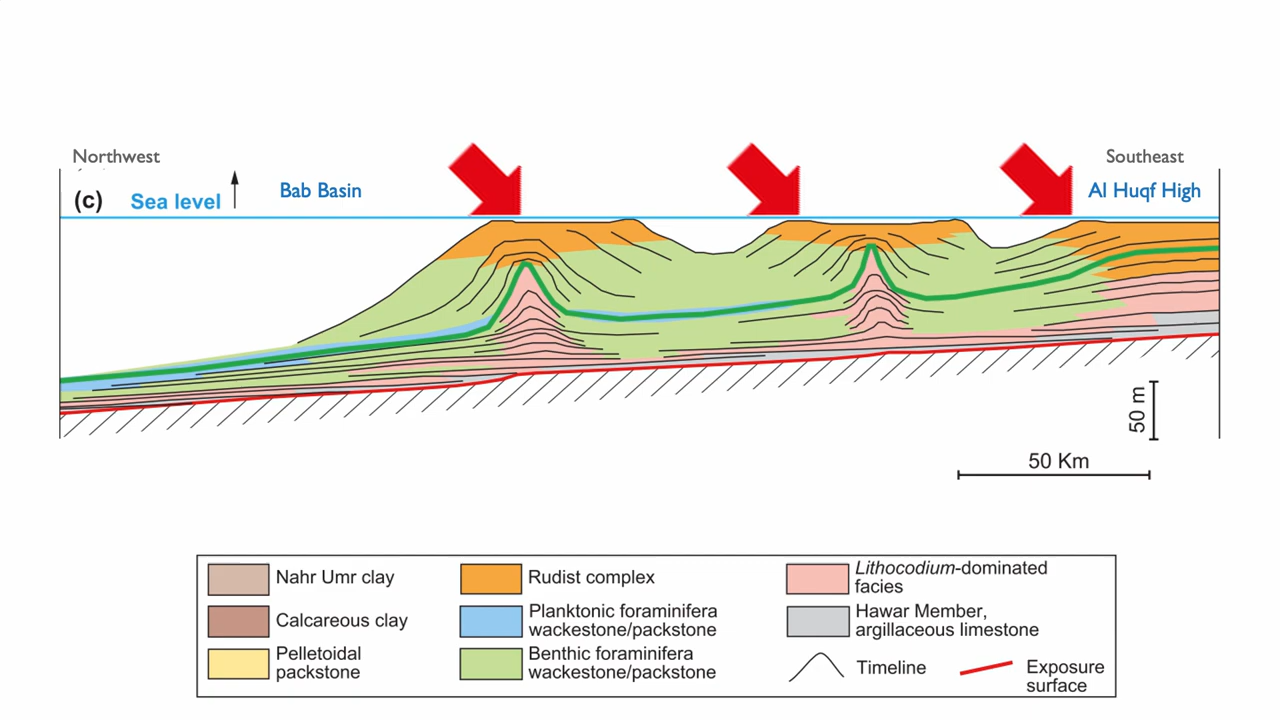 Northwest
Southeast
(c)
Sea level
Bab Basin
Al Huqf High
50 m
50 Km
Nahr Umr clay
Rudist complex
Lithocodium-dominated
facies
Calcareous clay
Planktonic foraminifera
wackestone/packstone
Hawar Member,
argillaceous limestone
Pelletoidal
packstone
Benthic foraminifera
wackestone/packstone
Timeline
Exposure
surface